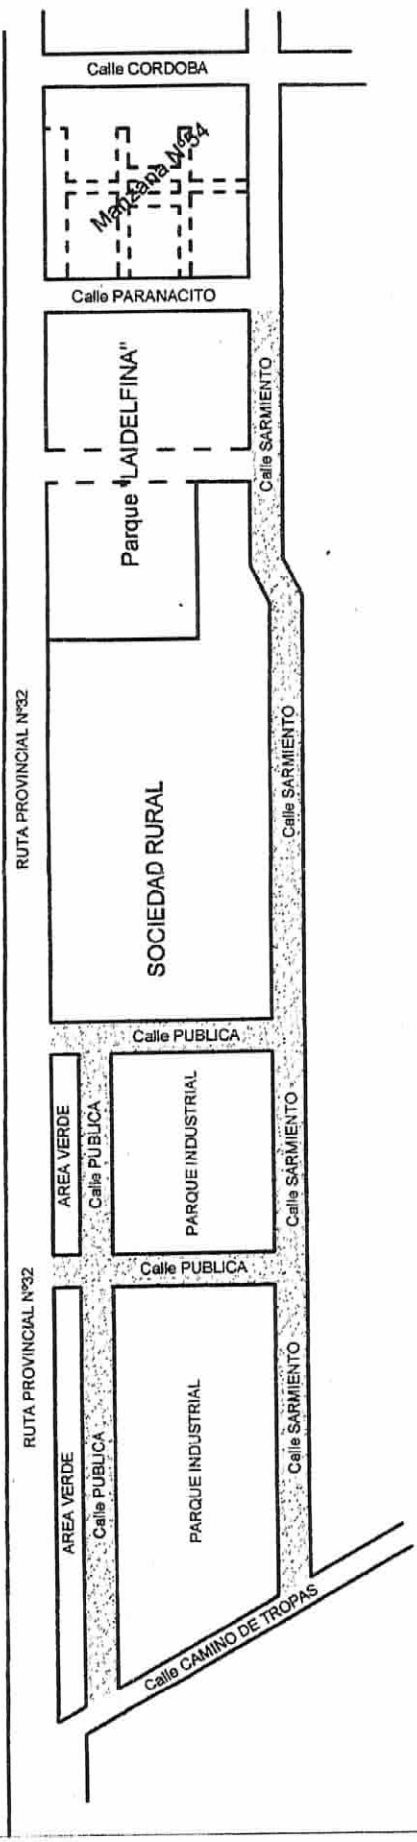 Calle CORDOBA
Manzana Nº54
Calle PARANACITO
Parque "LA DELFINA"
Calle SARMIENTO
RUTA PROVINCIAL Nº32
Calle SARMIENTO
SOCIEDAD RURAL
Calle PUBLICA
AREA VERDE
Calle PUBLICA
PARQUE INDUSTRIAL
Calle SARMIENTO
Calle PUBLICA
RUTA PROVINCIAL Nº32
AREA VERDE
Calle PUBLICA
PARQUE INDUSTRIAL
Calle SARMIENTO
Calle CAMINO DE TROPAS